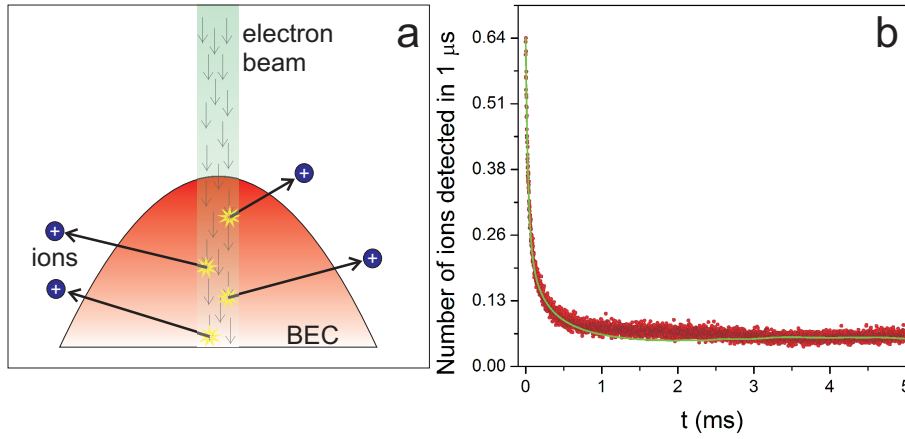 a
electron
beam
+
+
+
ions
+
BEC
b
Number of ions detected in 1 μs
0.64
0.51
0.38
0.26
0.13
0.00
0
1
2
3
4
5
t (ms)